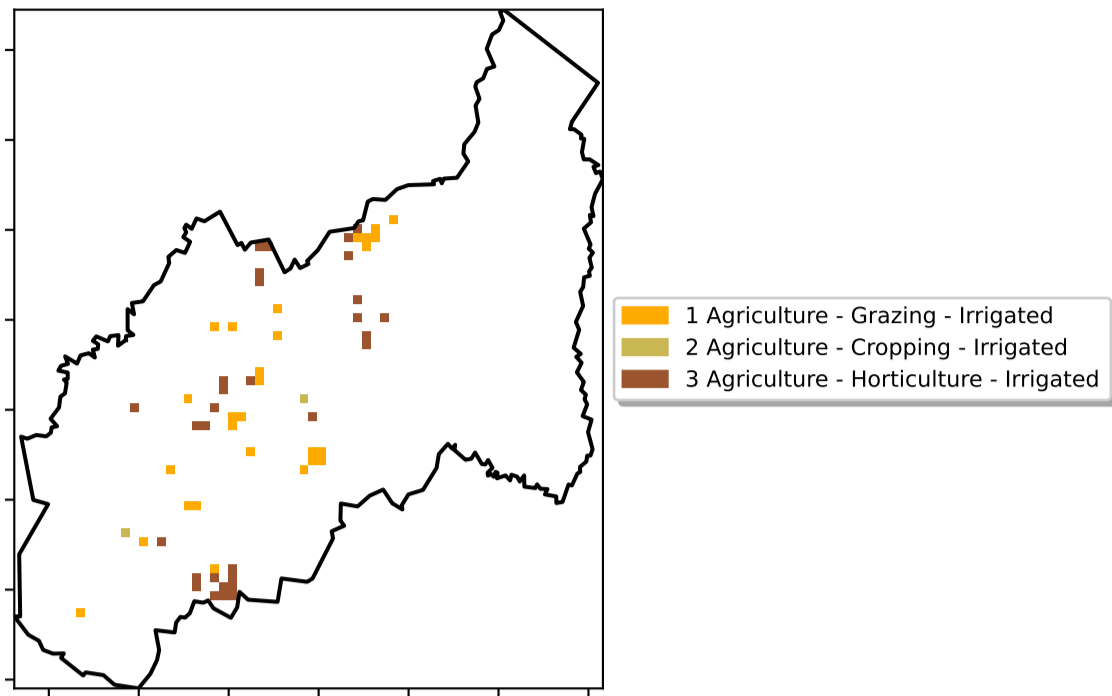 1 Agriculture - Grazing - Irrigated
2 Agriculture - Cropping - Irrigated
3 Agriculture - Horticulture - Irrigated